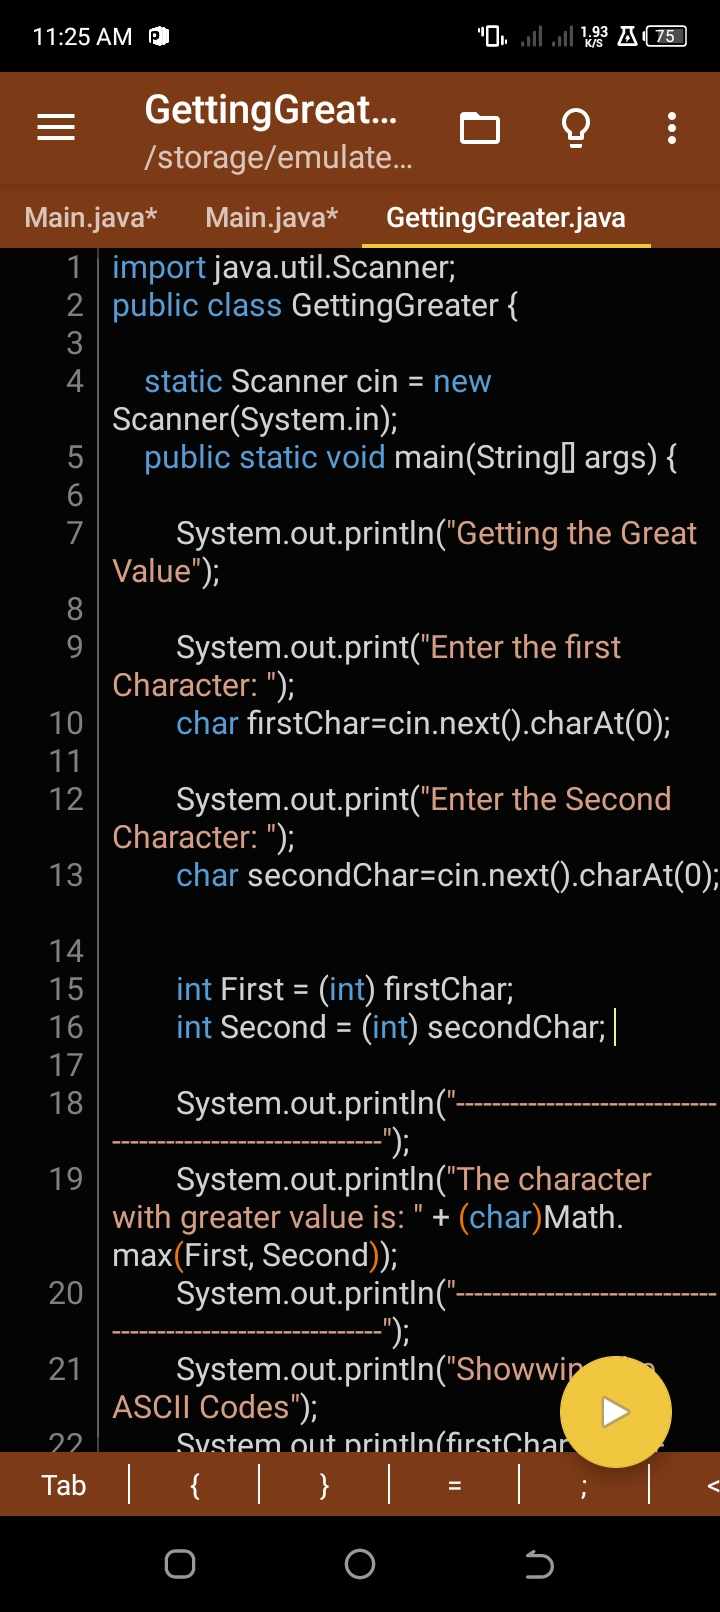 11:25 AM
1.93
K/S
75
GettingGreat...
/storage/emulate...
Main.java*
Main.java*
GettingGreater.java
1 import java.util.Scanner;
2 public class GettingGreater {
3
4 static Scanner cin = new
Scanner(System.in);
5 public static void main(String[] args) {
6
7 System.out.println("Getting the Great
Value");
8
9 System.out.print("Enter the first
Character: ");
10 char firstChar=cin.next().charAt(0);
11
12 System.out.print("Enter the Second
Character: ");
13 char secondChar=cin.next().charAt(0);
14
15 int First = (int) firstChar;
16 int Second = (int) secondChar;
17
18 System.out.println("-----------------------------
------------------------------");
19 System.out.println("The character
with greater value is: " + (char)Math.
max(First, Second));
20 System.out.println("-----------------------------
------------------------------");
21 System.out.println("Showwin
ASCII Codes");
22 System.out.println(firstChar
Tab { } = ; <